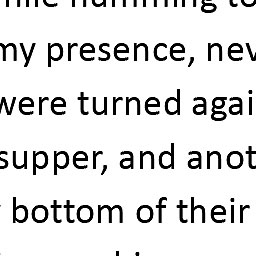 my presence, nev
were turned agai
supper, and anot
bottom of their